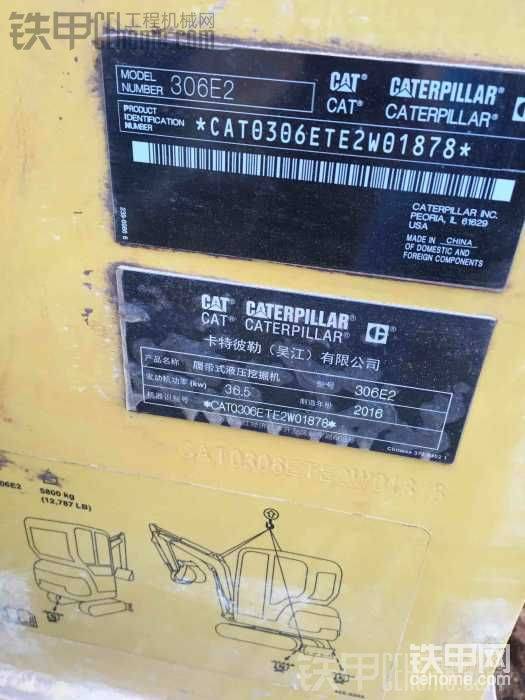 铁甲 工程机械网
cehome.com
MODEL NUMBER 306E2
CAT® CATERPILLAR®
CAT® CATERPILLAR®
PRODUCT IDENTIFICATION NUMBER
*CAT0306ETE2W01878*
CATERPILLAR INC.
PEORIA, IL 61629
USA
MADE IN CHINA
OF DOMESTIC AND
FOREIGN COMPONENTS
CAT® CATERPILLAR®
CAT® CATERPILLAR®
卡特彼勒(吴江)有限公司
产品名称 履带式液压挖掘机 型号 306E2
发动机功率(kw) 36.5 制造年份 2016
机器识别号 *CAT0306ETE2W01878*
306E2 5800 kg
(12,787 LB)
铁甲网
cehome.com